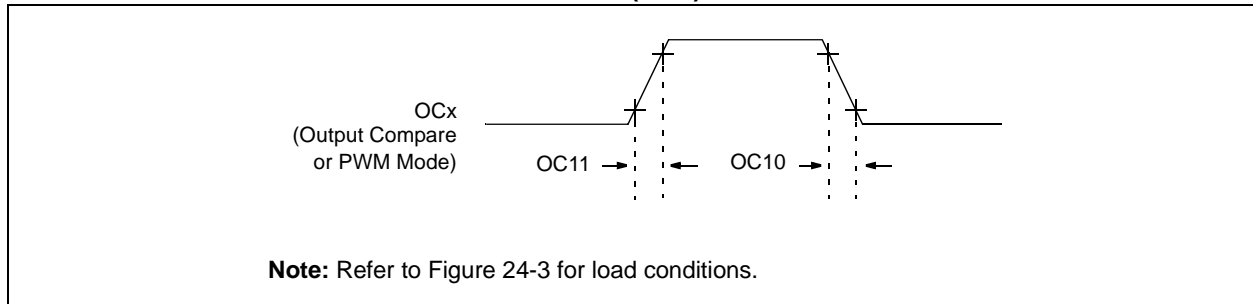 OCx
(Output Compare
or PWM Mode)
OC11
OC10
Note: Refer to Figure 24-3 for load conditions.